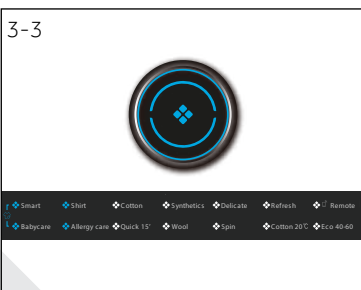 3-3
Smart Shirt Cotton Synthetics Delicate Refresh Remote
Babycare Allergy care Quick 15' Wool Spin Cotton 20℃ Eco 40-60